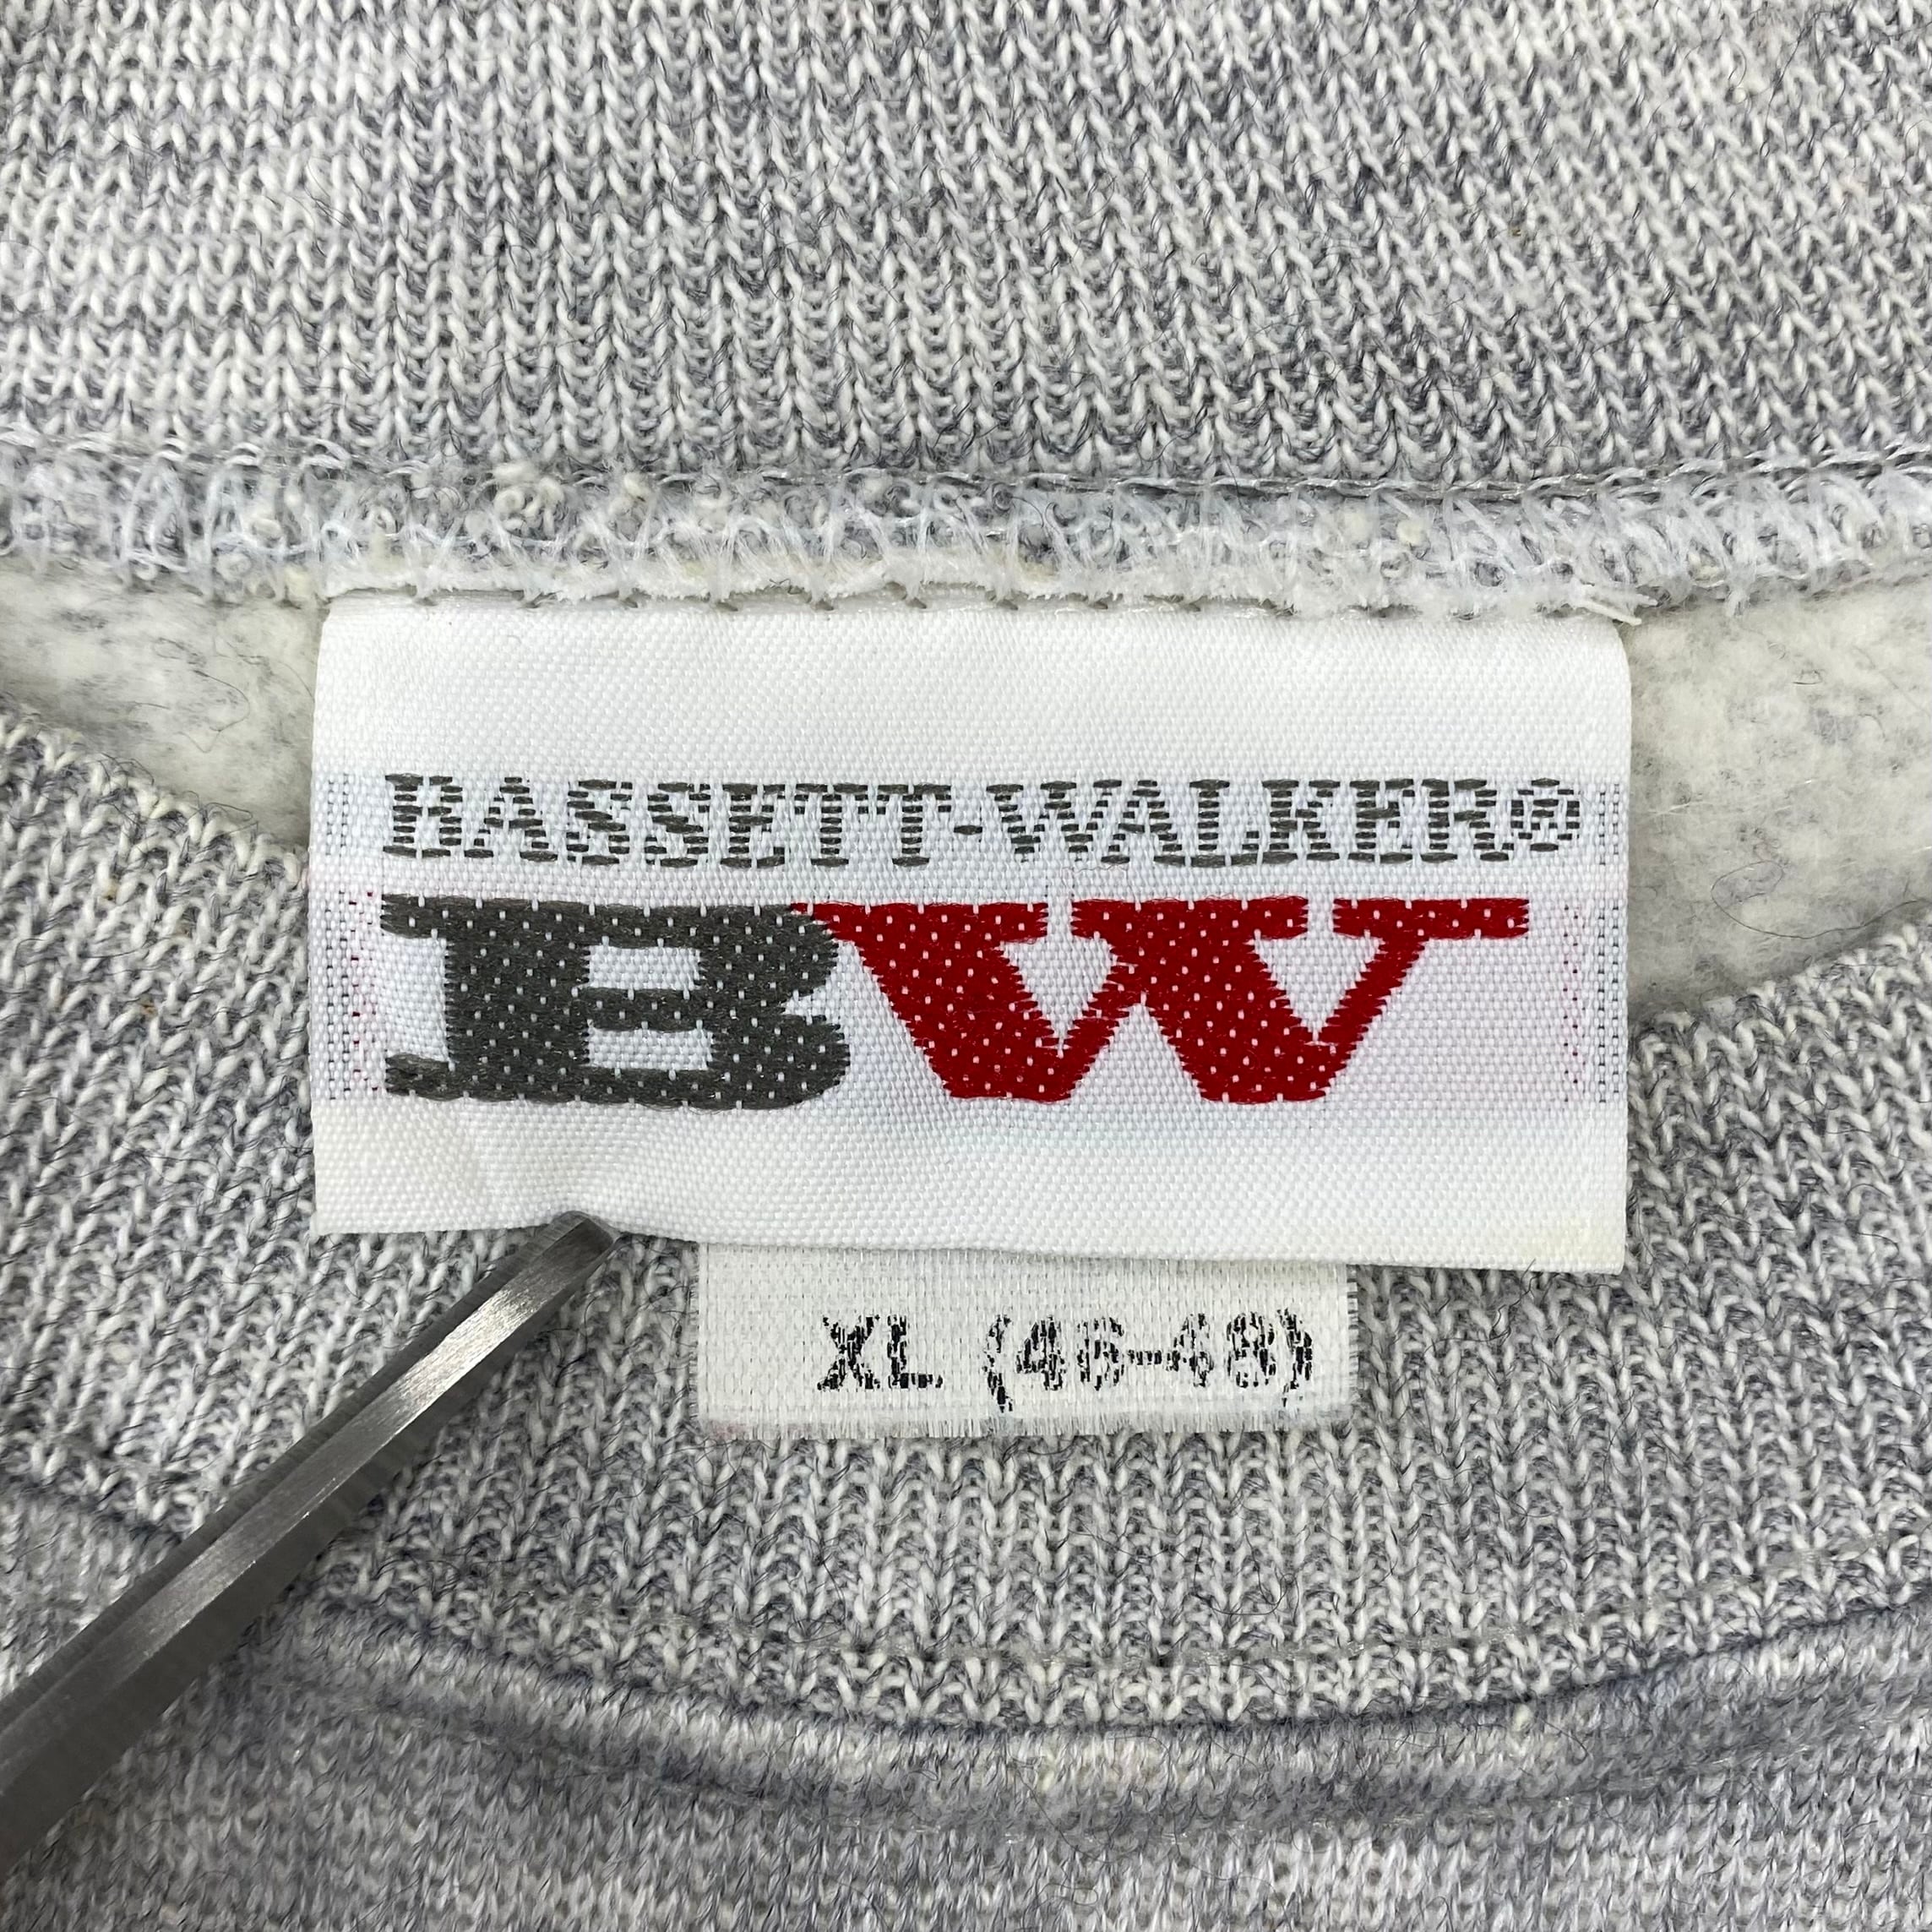 BASSETT-WALKER®
BW
XL (46-48)